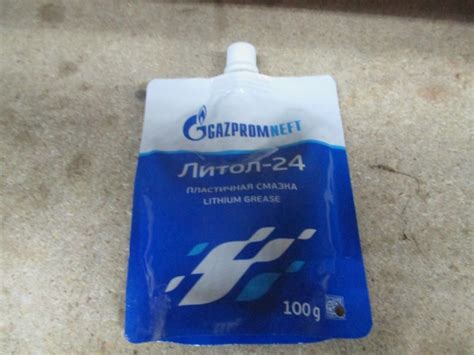 GAZPROMNEFT
Литол-24
ПЛАСТИЧНАЯ СМАЗКА
LITHIUM GREASE
100g